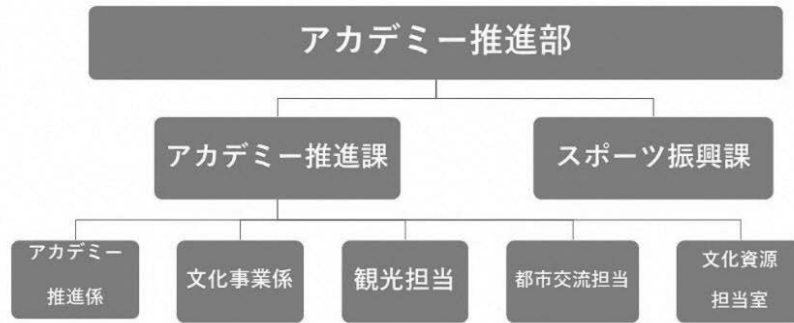 アカデミー推進部
アカデミー推進課
スポーツ振興課
アカデミー
推進係
文化事業係
観光担当
都市交流担当
文化資源
担当室